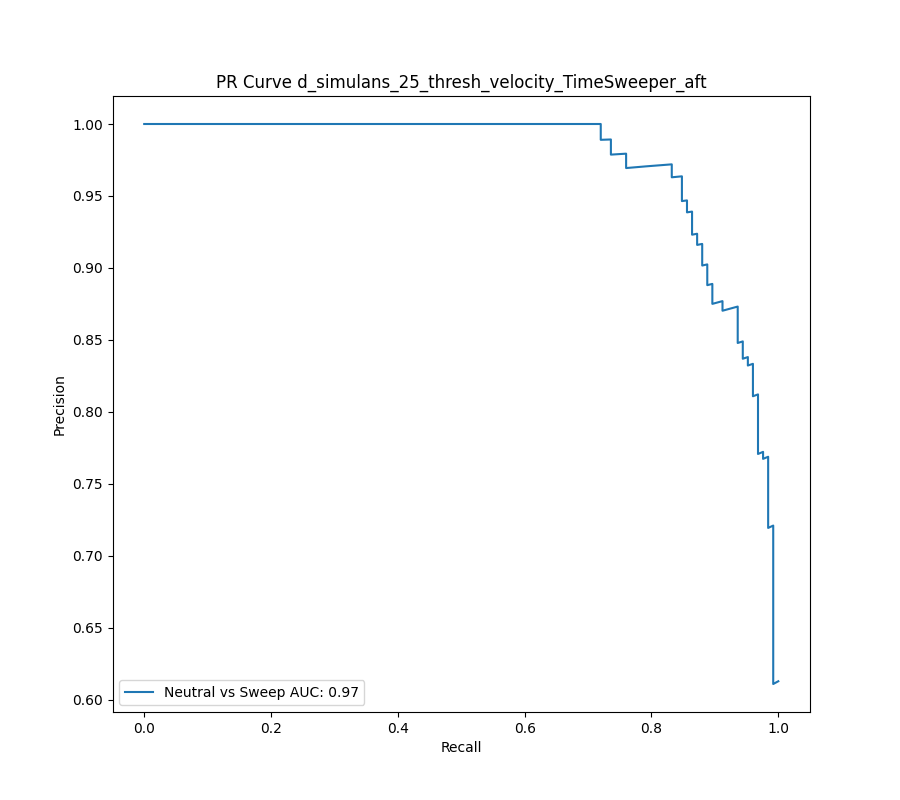 PR Curve d_simulans_25_thresh_velocity_TimeSweeper_aft
1.00
0.95
0.90
0.85
0.80
0.75
0.70
0.65
0.60
Precision
Neutral vs Sweep AUC: 0.97
0.0 0.2 0.4 0.6 0.8 1.0
Recall